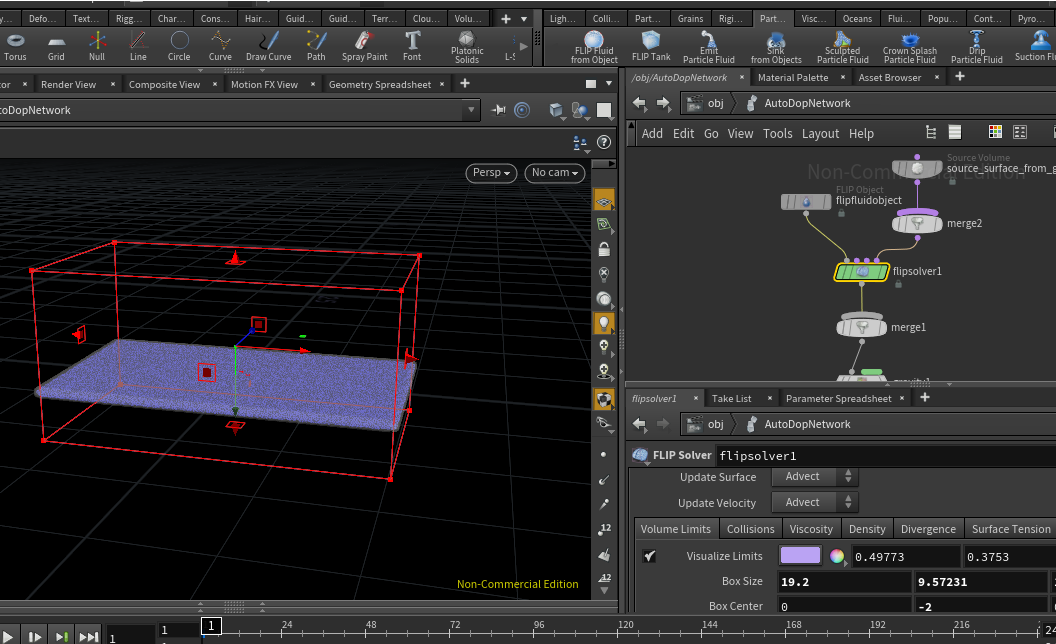 Defo... Text... Rigg... Char... Cons... Hair... Guid... Guid... Terr... Clou... Volu...
Ligh... Colli... Part... Grains Rigi... Part... Visc... Oceans Flui... Popu... Cont... Pyro...
Torus Grid Null Line Circle Curve Draw Curve Path Spray Paint Font Platonic Solids L-S
FLIP Fluid from Object FLIP Tank Emit Particle Fluid Sink from Objects Sculpted Particle Fluid Crown Splash Particle Fluid Drip Particle Fluid Suction Fl
tor Render View Composite View Motion FX View Geometry Spreadsheet
/obj/AutoDopNetwork Material Palette Asset Browser
toDopNetwork
obj AutoDopNetwork
Add Edit Go View Tools Layout Help
Persp No cam
Non-Commercial Edition
Source Volume
source_surface_from_g
FLIP Object
flipfluidobject
merge2
flipsolver1
merge1
gravity1
flipsolver1 Take List Parameter Spreadsheet
obj AutoDopNetwork
FLIP Solver flipsolver1
Update Surface Advect
Update Velocity Advect
Volume Limits Collisions Viscosity Density Divergence Surface Tension
Visualize Limits 0.49773 0.3753
Box Size 19.2 9.57231
Box Center 0 -2
12
12
Non-Commercial Edition
1 1 1 24 48 72 96 120 144 168 192 216 24